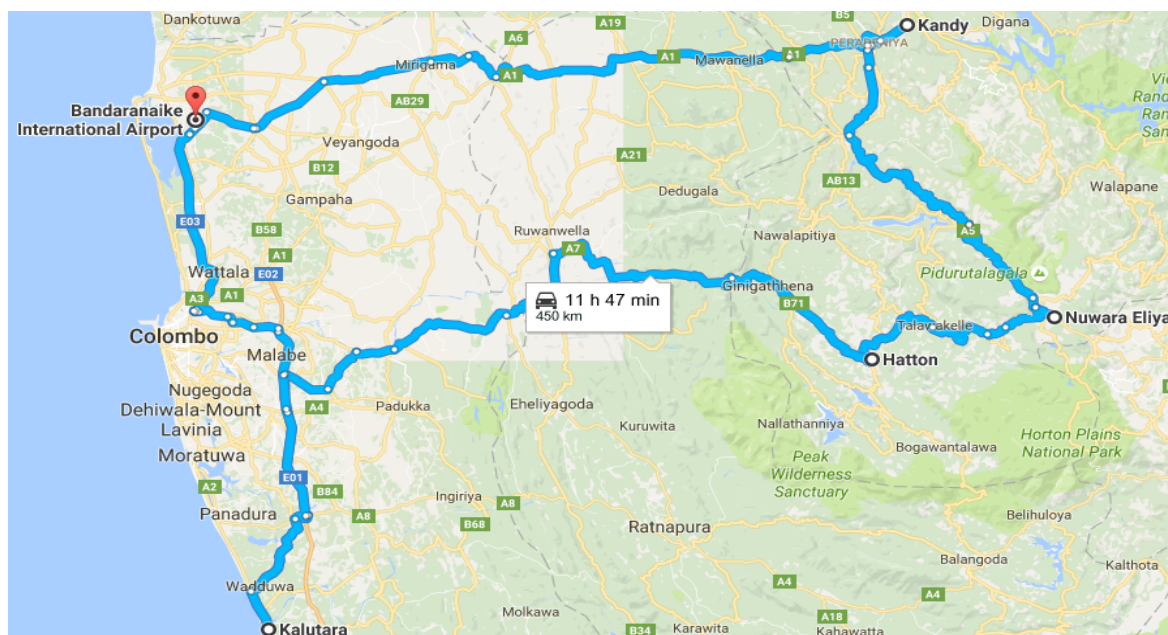 Dankotuwa
A6
A19
B5
Kandy
Digana
PERADENIYA
A1
Mawanella
A1
Mirigama
A1
Bandaranaike
International Airport
AB29
Veyangoda
B12
A21
Dedugala
AB13
Walapane
Gampaha
E03
B58
A1
Ruwanwella
A7
Nawalapitiya
A5
Wattala
E02
Pidurutalagala
Ginigathhena
A3
A1
11 h 47 min
450 km
B71
Nuwara Eliya
Talawakelle
Colombo
Malabe
Hatton
Nugegoda
Dehiwala-Mount
Lavinia
A4
Padukka
Eheliyagoda
Kuruwita
Nallathanniya
Moratuwa
Bogawantalawa
Horton Plains
National Park
Peak
Wilderness
Sanctuary
E01
A2
B84
Ingiriya
A8
Panadura
A8
B68
Ratnapura
Belihuloya
Balangoda
Kalthota
Wadduwa
A4
A4
Molkawa
A18
Kalutara
B34
Karawita
Kahawatta